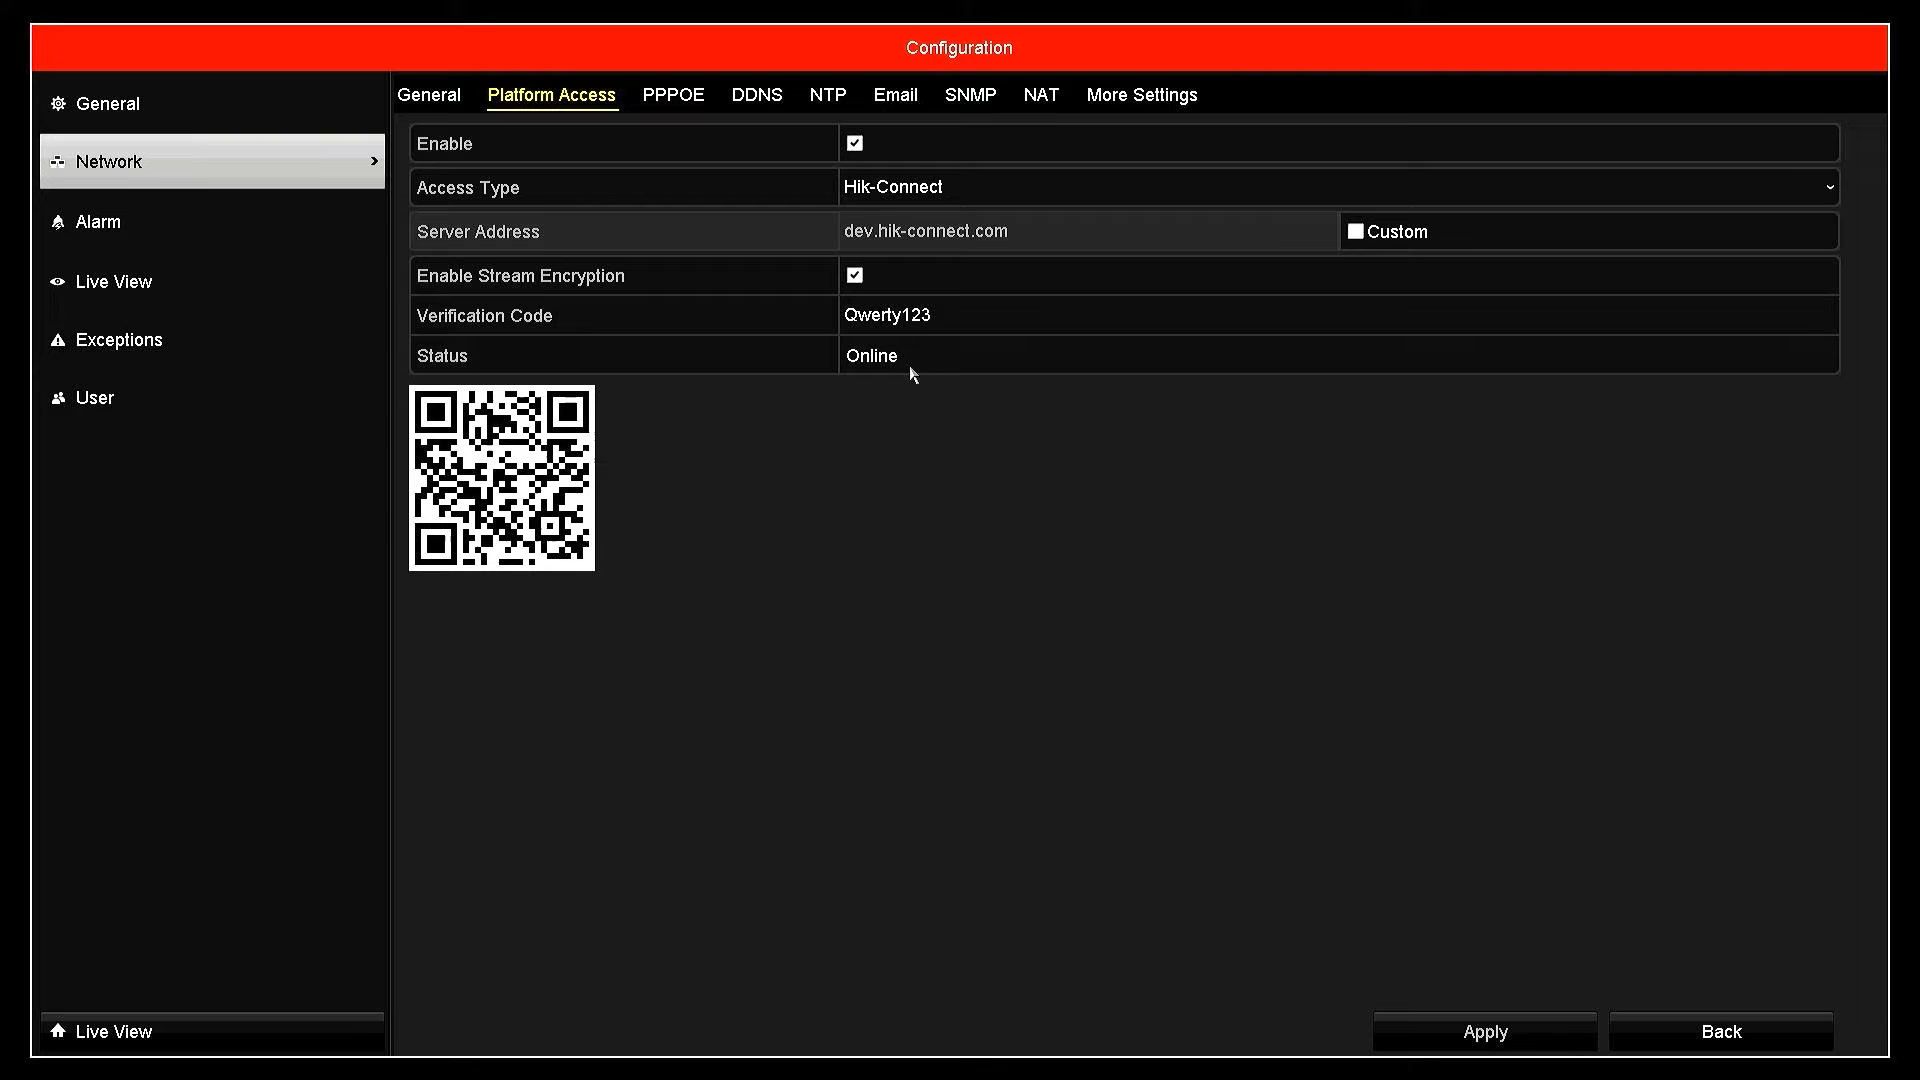 Configuration
General
Network
Alarm
Live View
Exceptions
User
Live View
General Platform Access PPPOE DDNS NTP Email SNMP NAT More Settings
Enable
Access Type Hik-Connect
Server Address dev.hik-connect.com Custom
Enable Stream Encryption
Verification Code Qwerty123
Status Online
Apply Back